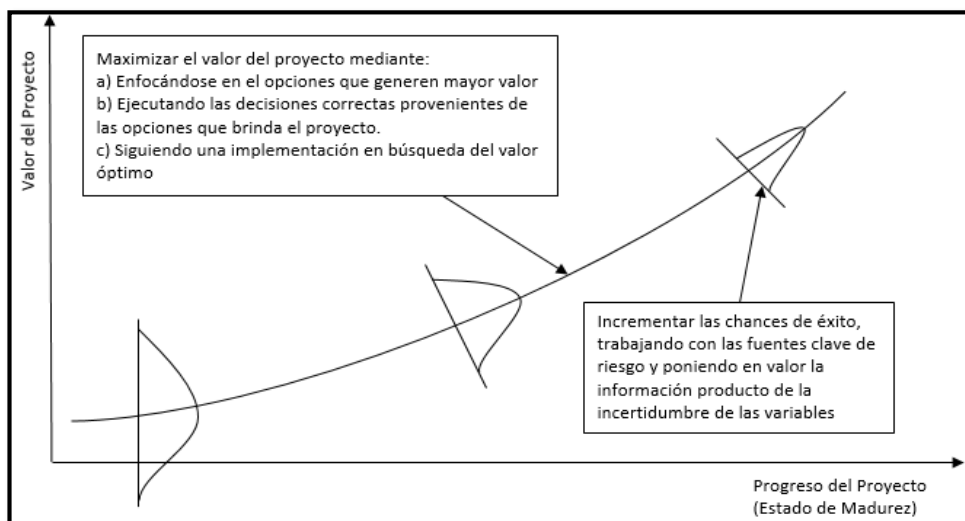 Valor del Proyecto
Maximizar el valor del proyecto mediante:
a) Enfocándose en el opciones que generen mayor valor
b) Ejecutando las decisiones correctas provenientes de
las opciones que brinda el proyecto.
c) Siguiendo una implementación en búsqueda del valor
óptimo
Incrementar las chances de éxito,
trabajando con las fuentes clave de
riesgo y poniendo en valor la
información producto de la
incertidumbre de las variables
Progreso del Proyecto
(Estado de Madurez)